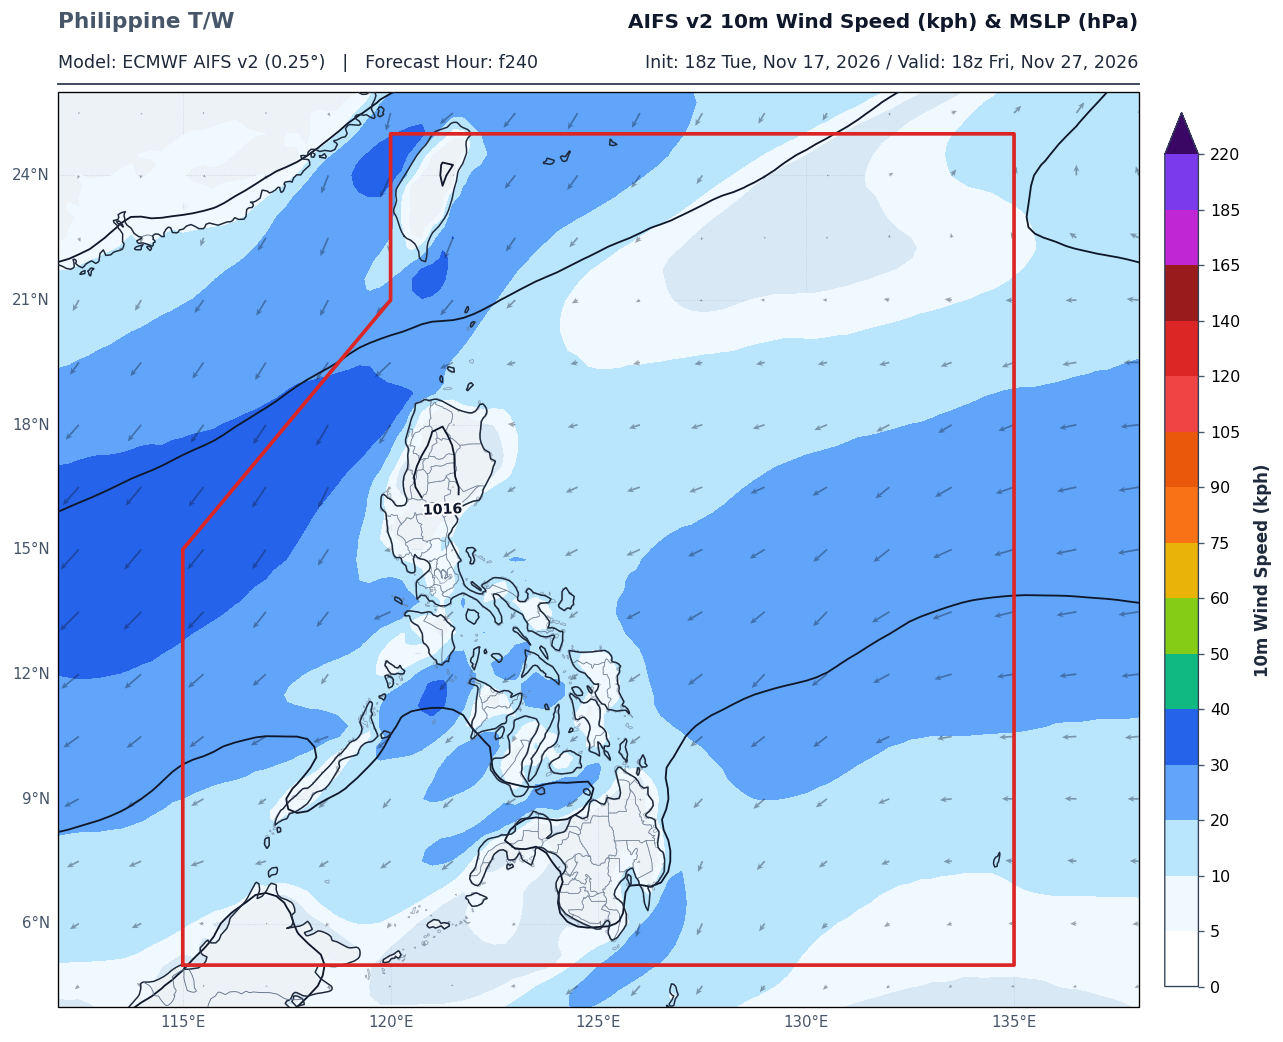 Philippine T/W
AIFS v2 10m Wind Speed (kph) & MSLP (hPa)
Model: ECMWF AIFS v2 (0.25°) | Forecast Hour: f240
Init: 18z Tue, Nov 17, 2026 / Valid: 18z Fri, Nov 27, 2026
24°N
21°N
18°N
15°N
12°N
9°N
6°N
1016
115°E
120°E
125°E
130°E
135°E
220
185
165
140
120
105
90
75
60
50
40
30
20
10
5
0
10m Wind Speed (kph)